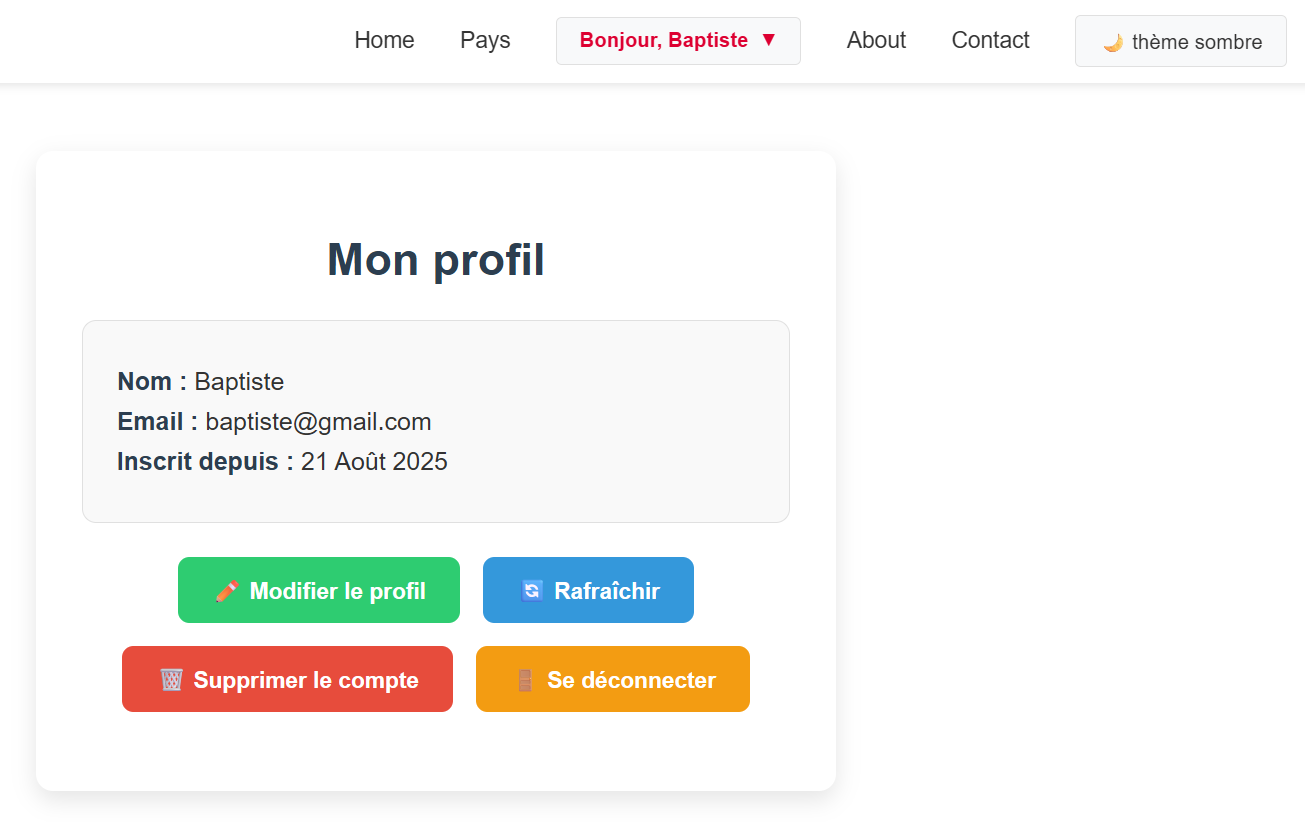 Home Pays Bonjour, Baptiste ▼ About Contact 🌙 thème sombre
Mon profil
Nom : Baptiste
Email : baptiste@gmail.com
Inscrit depuis : 21 Août 2025
✏️ Modifier le profil 🔄 Rafraîchir
🗑️ Supprimer le compte 🚪 Se déconnecter